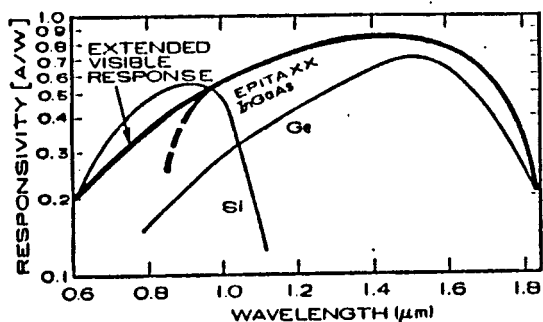 RESPONSIVITY [A/W]
1.0
0.9
0.8
0.7
0.6
0.5
0.3
0.2
0.1
EXTENDED
VISIBLE
RESPONSE
EPITAXX
InGaAs
Ge
Si
0.6 0.8 1.0 1.2 1.4 1.6 1.8
WAVELENGTH (μm)